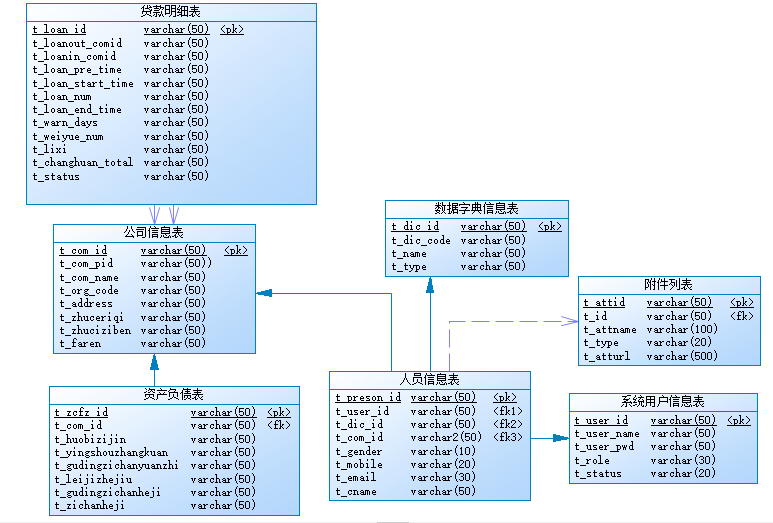 贷款明细表
t_loan_id varchar(50) <pk>
t_loanout_comid varchar(50)
t_loanin_comid varchar(50)
t_loan_pre_time varchar(50)
t_loan_start_time varchar(50)
t_loan_num varchar(50)
t_loan_end_time varchar(50)
t_warn_days varchar(50)
t_weiyue_num varchar(50)
t_lixi varchar(50)
t_changhuan_total varchar(50)
t_status varchar(50)
公司信息表
t_com_id varchar(50) <pk>
t_com_pid varchar(50))
t_com_name varchar(50)
t_org_code varchar(50)
t_address varchar(50)
t_zhuceriqi varchar(50)
t_zhuciziben varchar(50)
t_faren varchar(50)
资产负债表
t_zcfz_id varchar(50) <pk>
t_com_id varchar(50) <fk>
t_huobizijin varchar(50)
t_yingshouzhangkuan varchar(50)
t_gudingzichanyuanzhi varchar(50)
t_leijizhejiu varchar(50)
t_gudingzichanheji varchar(50)
t_zichanheji varchar(50)
数据字典信息表
t_dic_id varchar(50) <pk>
t_dic_code varchar(50)
t_name varchar(50)
t_type varchar(50)
人员信息表
t_preson_id varchar(50) <pk>
t_user_id varchar(50) <fk1>
t_dic_id varchar(50) <fk2>
t_com_id varchar2(50) <fk3>
t_gender varchar(10)
t_mobile varchar(20)
t_email varchar(30)
t_cname varchar(50)
附件列表
t_attid varchar(50) <pk>
t_id varchar(50) <fk>
t_attname varchar(100)
t_type varchar(20)
t_atturl varchar(500)
系统用户信息表
t_user_id varchar(50) <pk>
t_user_name varchar(50)
t_user_pwd varchar(50)
t_role varchar(30)
t_status varchar(20)